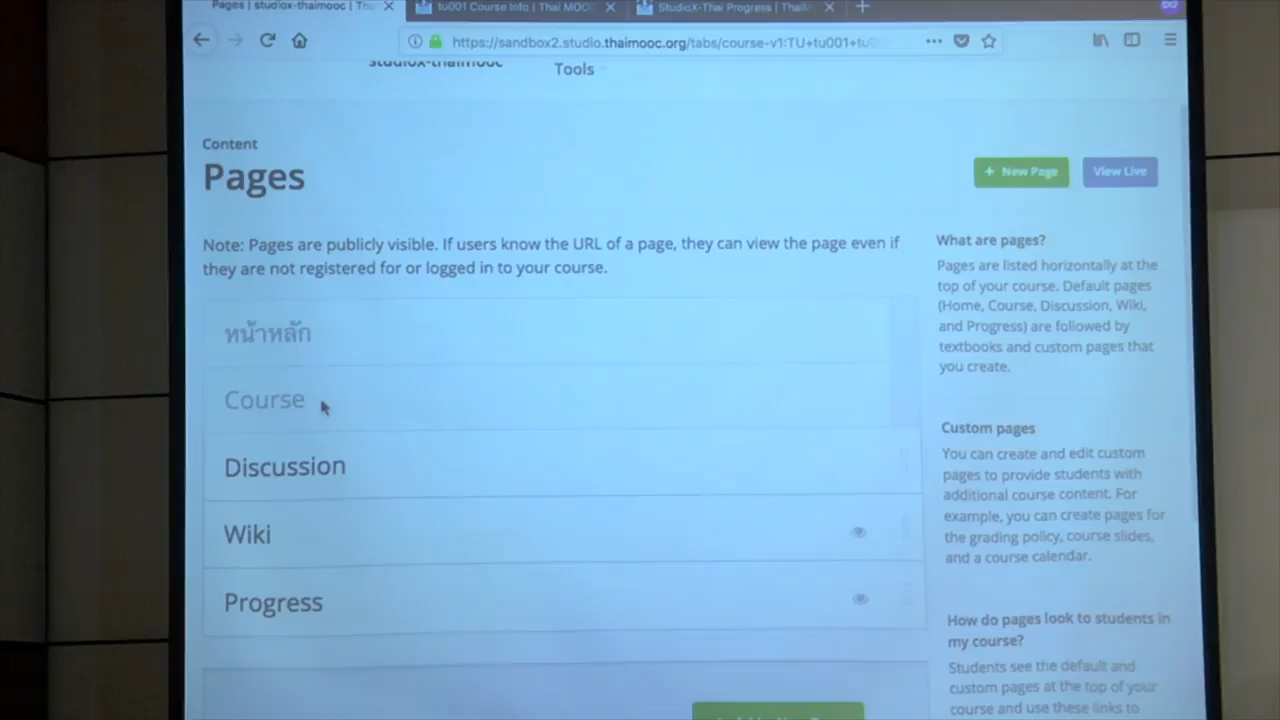 Pages | studiox-thaimooc | Th
tu001 Course Info | Thai MOO
StudioX-Thai Progress | Thai
https://sandbox2.studio.thaimooc.org/tabs/course-v1:TU+tu001+tu0
studiox-thaimooc
Tools
Content
Pages
+ New Page
View Live
Note: Pages are publicly visible. If users know the URL of a page, they can view the page even if
they are not registered for or logged in to your course.
หน้าหลัก
Course
Discussion
Wiki
Progress
What are pages?
Pages are listed horizontally at the
top of your course. Default pages
(Home, Course, Discussion, Wiki,
and Progress) are followed by
textbooks and custom pages that
you create.
Custom pages
You can create and edit custom
pages to provide students with
additional course content. For
example, you can create pages for
the grading policy, course slides,
and a course calendar.
How do pages look to students in
my course?
Students see the default and
custom pages at the top of your
course and use these links to